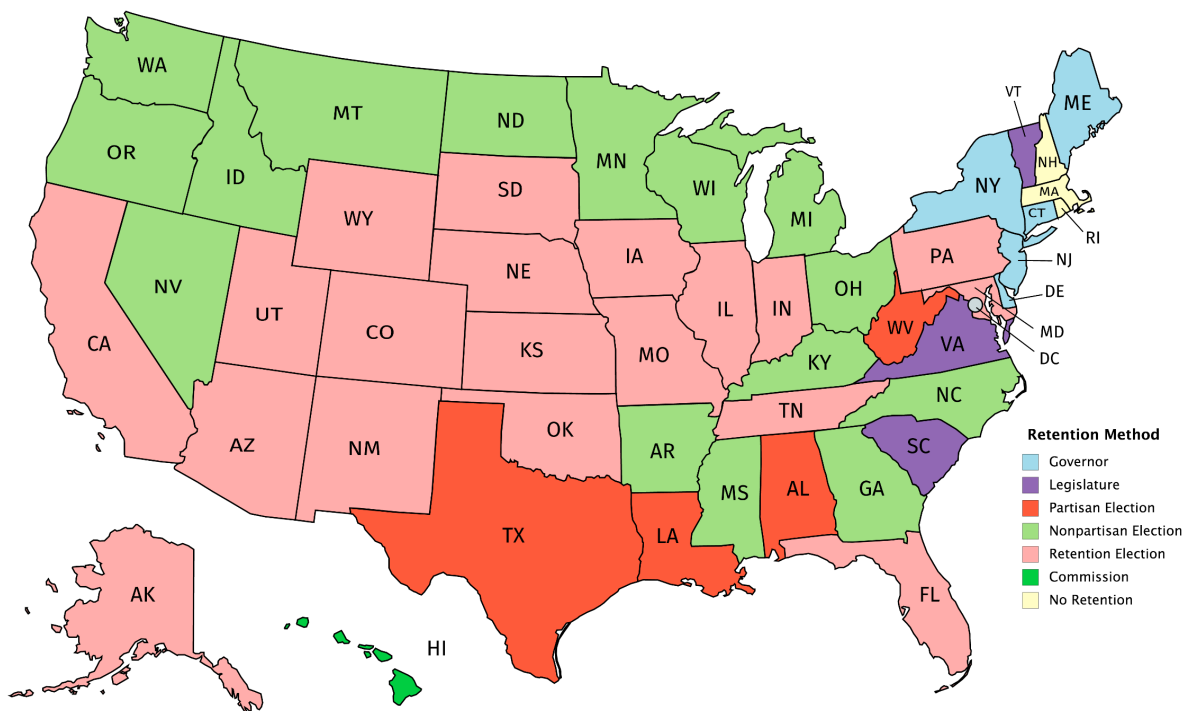 WA
MT
ND
MN
OR
ID
SD
WI
MI
WY
NE
IA
NV
UT
CO
KS
IL
IN
OH
PA
CA
MO
KY
WV
VA
AZ
NM
OK
AR
TN
NC
SC
TX
LA
MS
AL
GA
FL
AK
HI
VT
ME
NH
NY
MA
CT
RI
NJ
DE
MD
DC
Retention Method
Governor
Legislature
Partisan Election
Nonpartisan Election
Retention Election
Commission
No Retention